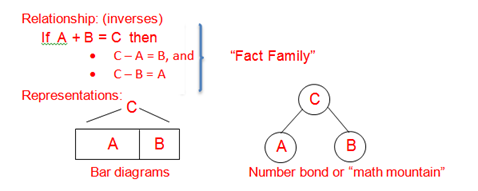 Relationship: (inverses)
If A + B = C then
• C – A = B, and
• C – B = A
"Fact Family"
Representations:
C
A B
Bar diagrams
C
A B
Number bond or "math mountain"